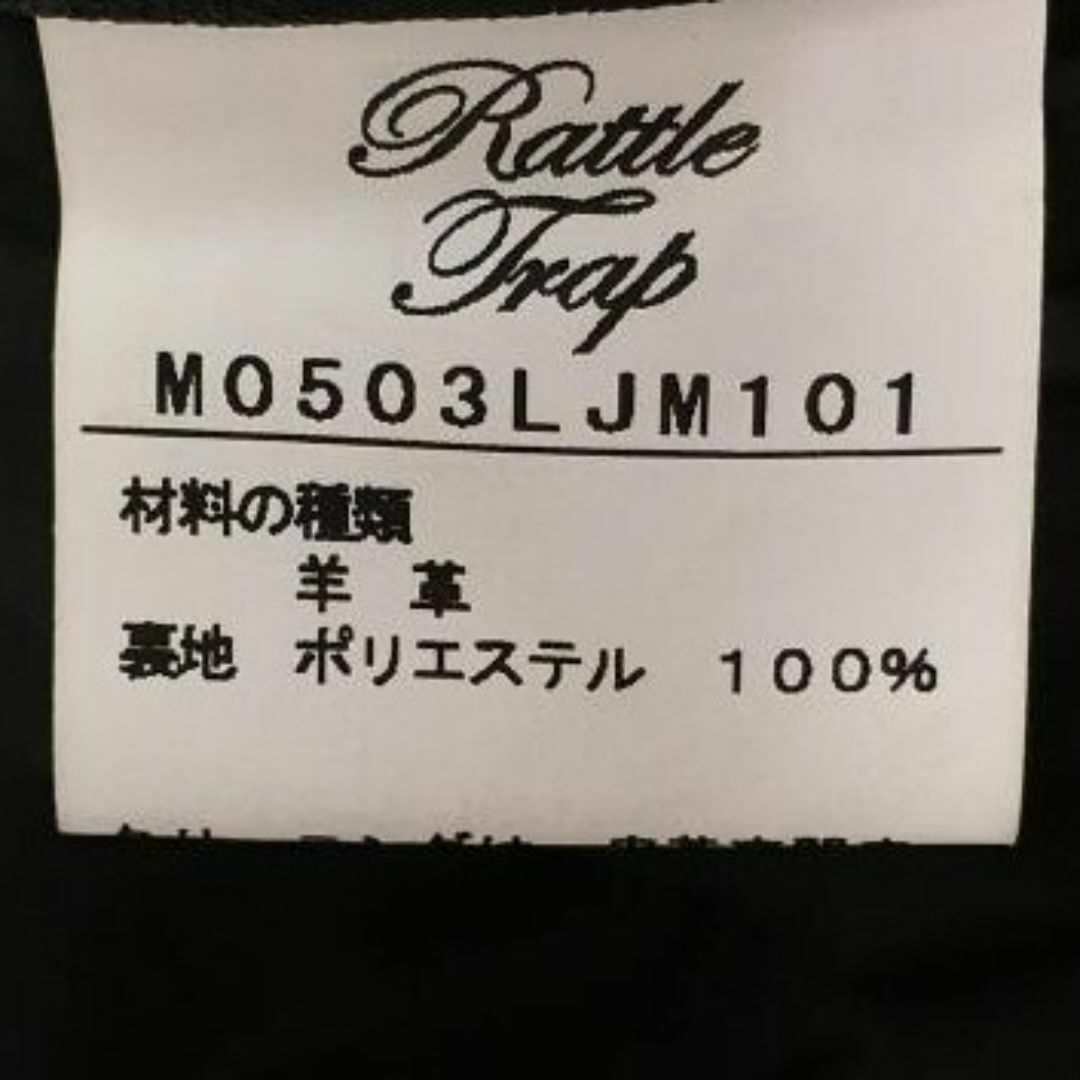 Rattle
Trap
M0503LJM101
材料の種類
羊 革
裏地 ポリエステル 100%